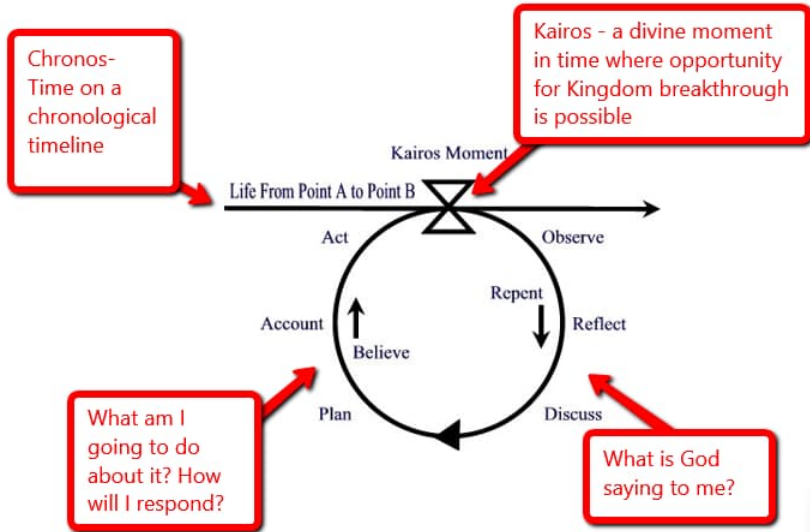 Chronos-
Time on a
chronological
timeline
Kairos - a divine moment
in time where opportunity
for Kingdom breakthrough
is possible
Kairos Moment
Life From Point A to Point B
Act
Observe
Repent
Account
Reflect
Believe
Plan
Discuss
What am I
going to do
about it? How
will I respond?
What is God
saying to me?